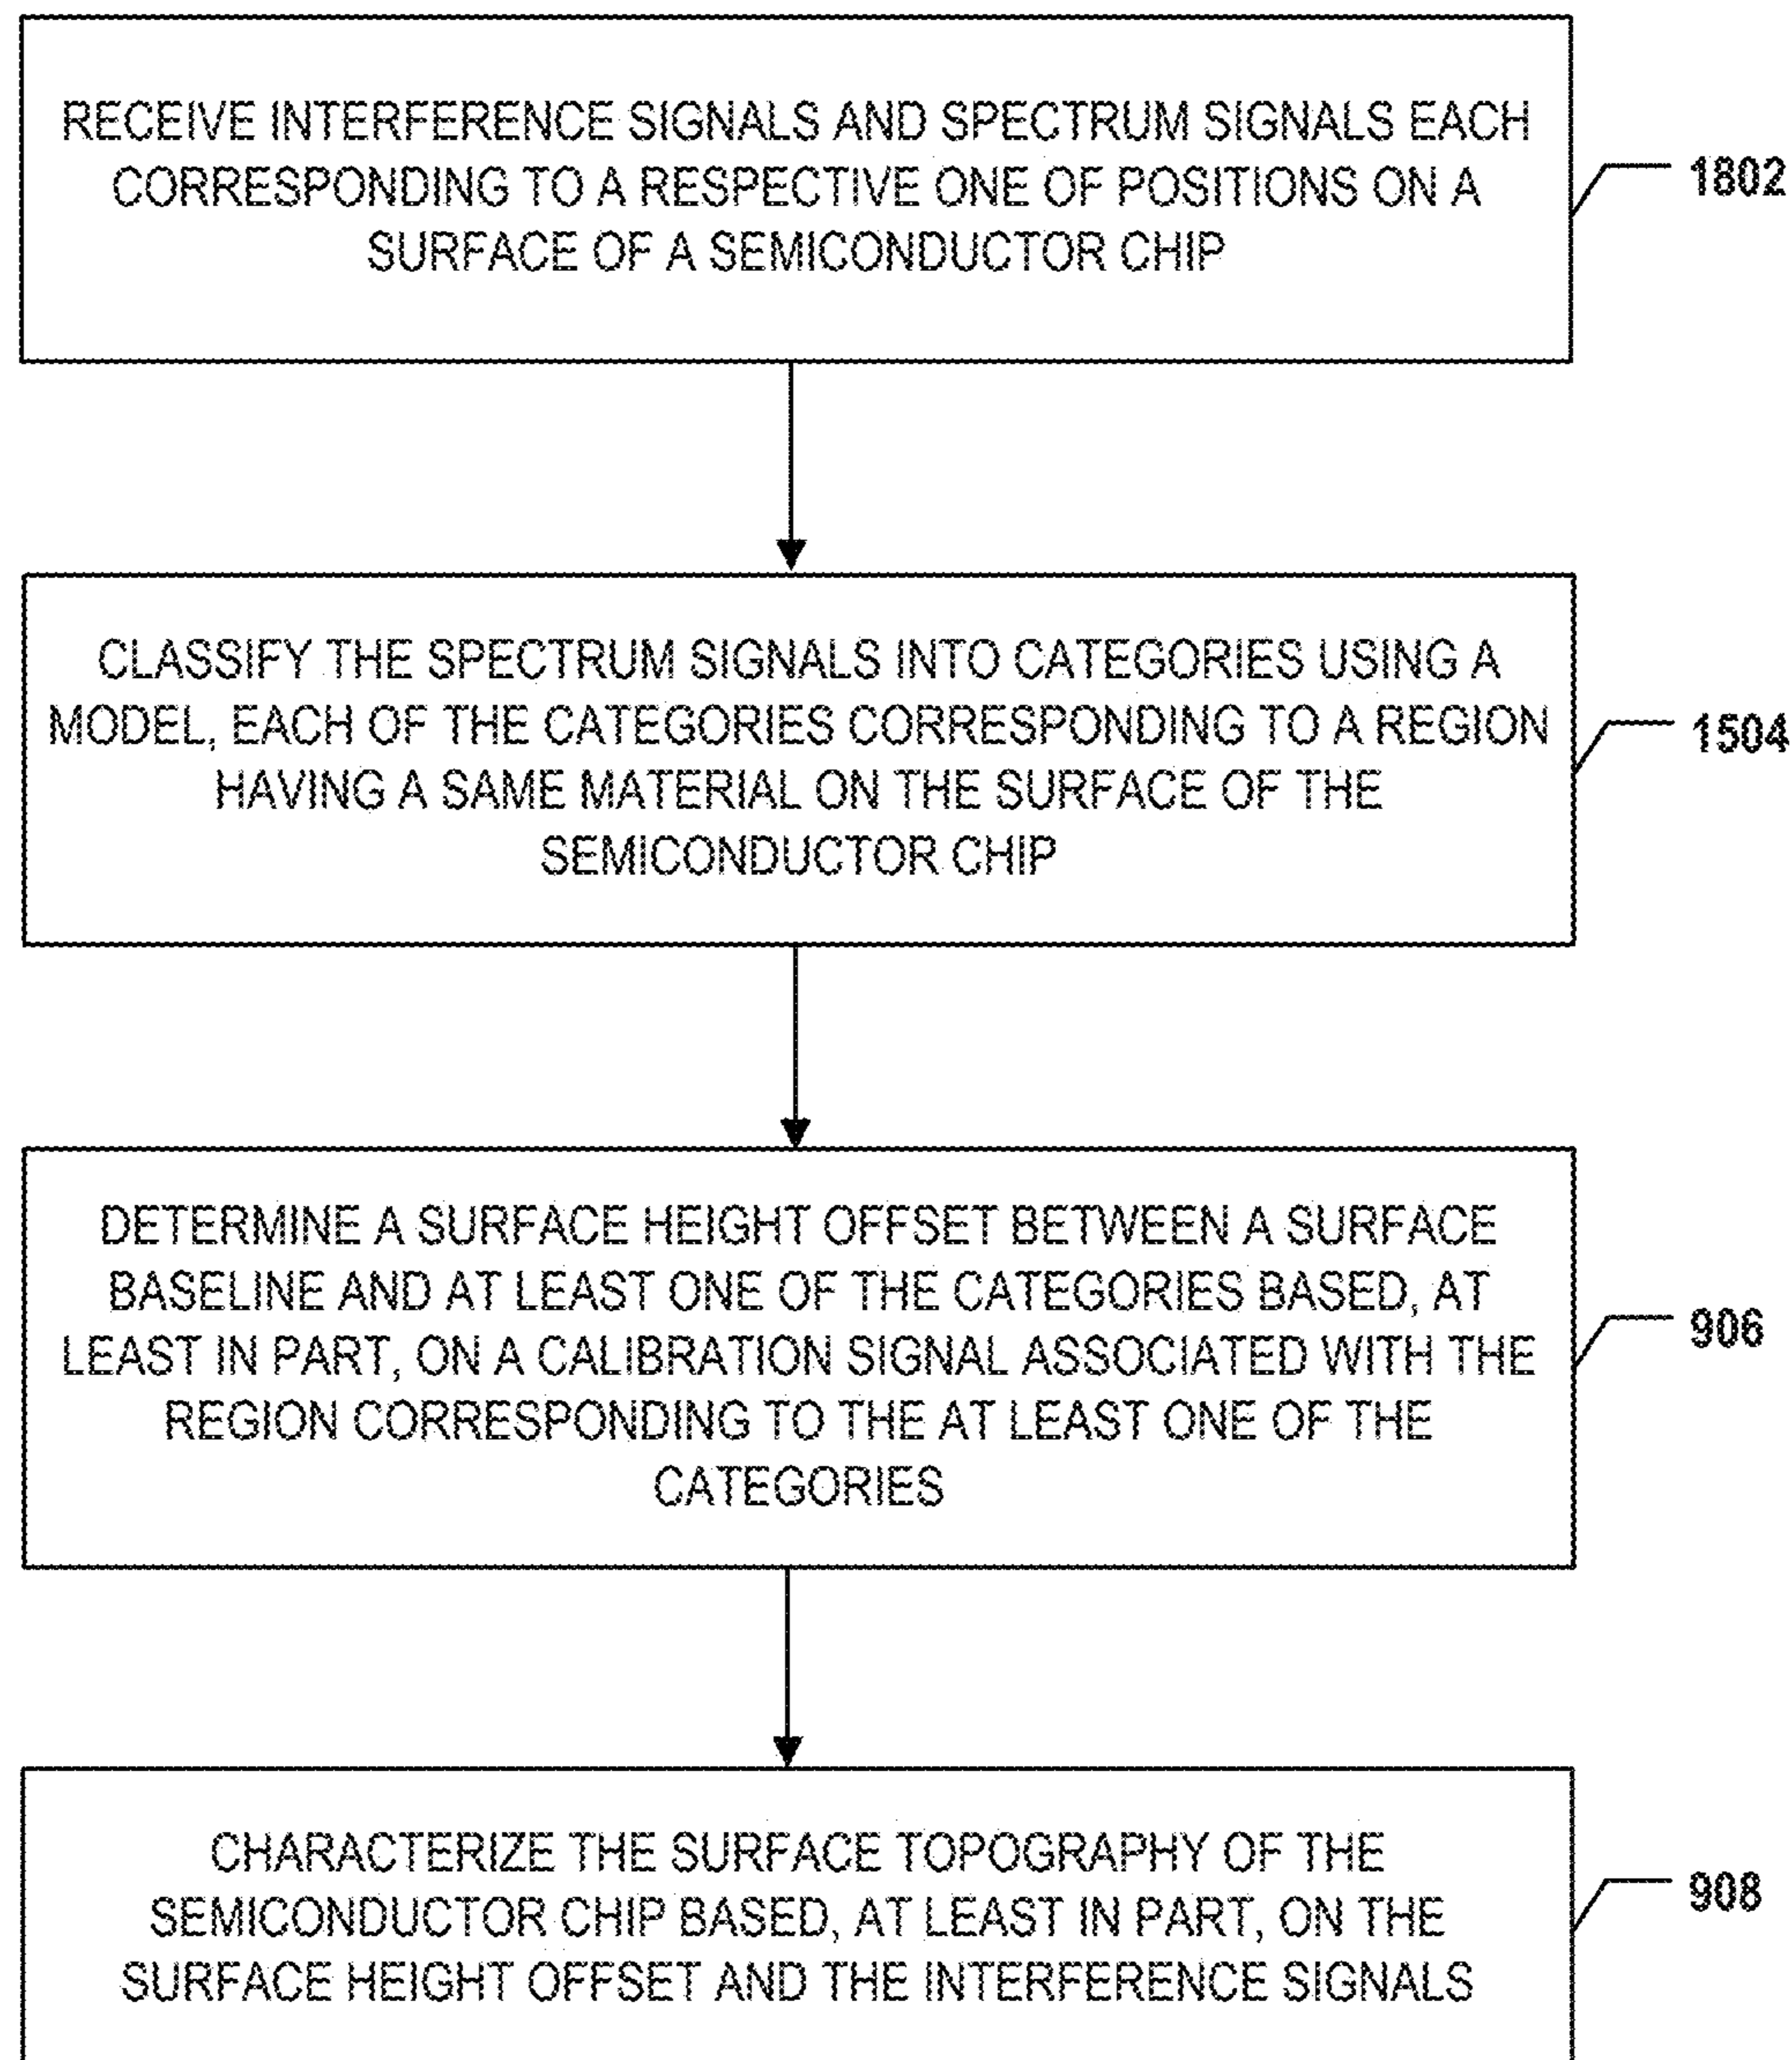 RECEIVE INTERFERENCE SIGNALS AND SPECTRUM SIGNALS EACH
CORRESPONDING TO A RESPECTIVE ONE OF POSITIONS ON A
SURFACE OF A SEMICONDUCTOR CHIP
1802
CLASSIFY THE SPECTRUM SIGNALS INTO CATEGORIES USING A
MODEL, EACH OF THE CATEGORIES CORRESPONDING TO A REGION
HAVING A SAME MATERIAL ON THE SURFACE OF THE
SEMICONDUCTOR CHIP
1504
DETERMINE A SURFACE HEIGHT OFFSET BETWEEN A SURFACE
BASELINE AND AT LEAST ONE OF THE CATEGORIES BASED, AT
LEAST IN PART, ON A CALIBRATION SIGNAL ASSOCIATED WITH THE
REGION CORRESPONDING TO THE AT LEAST ONE OF THE
CATEGORIES
906
CHARACTERIZE THE SURFACE TOPOGRAPHY OF THE
SEMICONDUCTOR CHIP BASED, AT LEAST IN PART, ON THE
SURFACE HEIGHT OFFSET AND THE INTERFERENCE SIGNALS
908